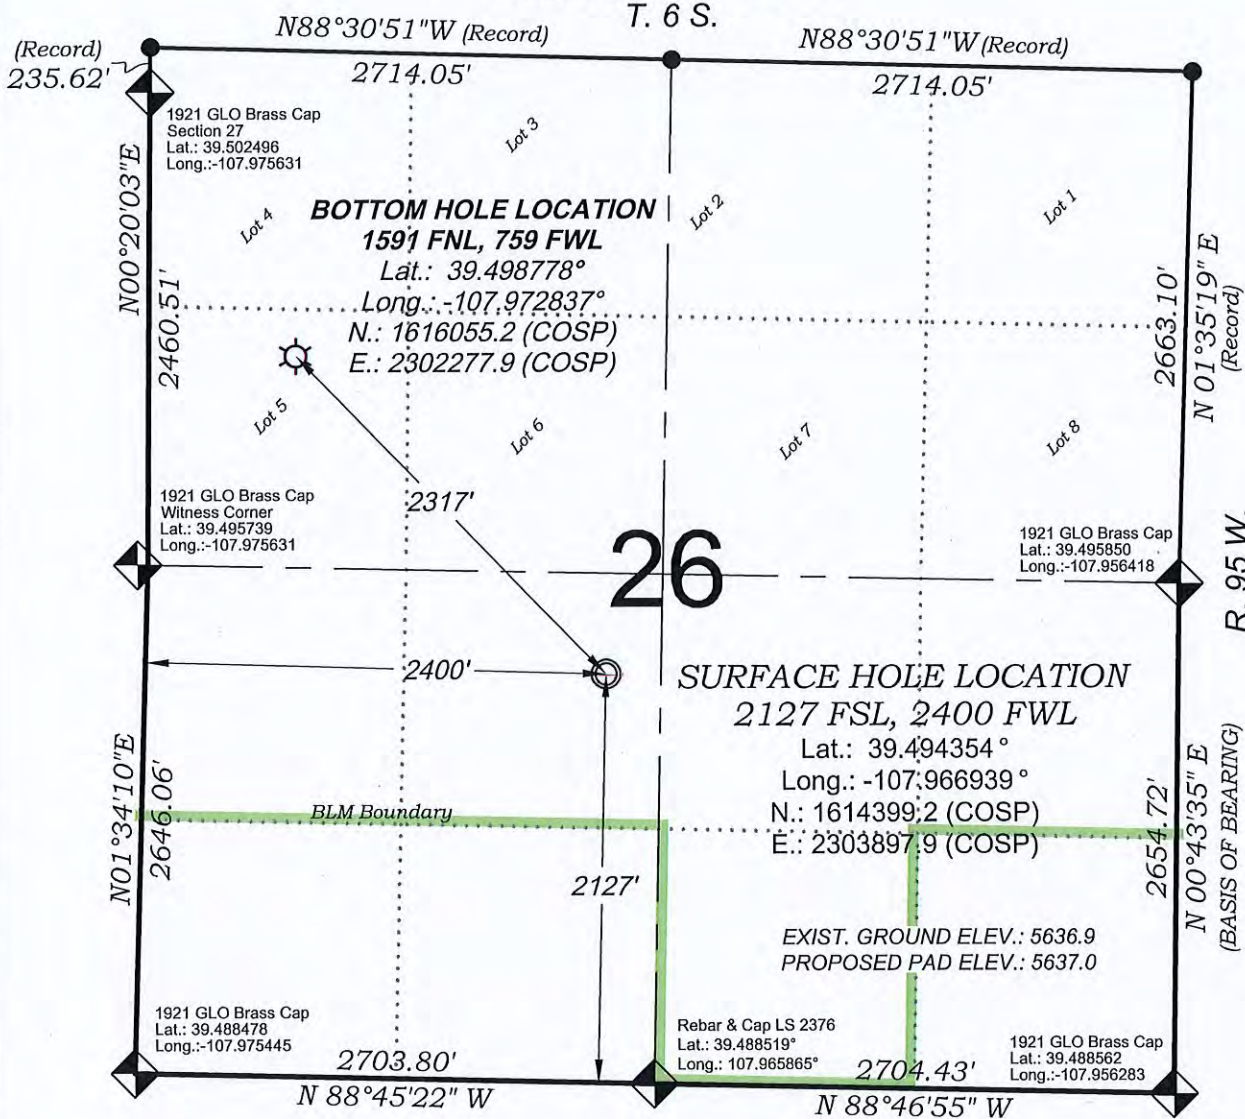 T. 6 S.
N88°30'51"W (Record)
N88°30'51"W (Record)
(Record)
235.62'
2714.05'
2714.05'
1921 GLO Brass Cap
Section 27
Lat.: 39.502496
Long.:-107.975631
Lot 3
Lot 4
Lot 2
Lot 1
N00°20'03"E
2460.51'
BOTTOM HOLE LOCATION
1591 FNL, 759 FWL
Lat.: 39.498778°
Long.: -107.972837°
N.: 1616055.2 (COSP)
E.: 2302277.9 (COSP)
2663.10'
N 01°35'19" E
(Record)
Lot 5
Lot 6
Lot 7
Lot 8
2317'
1921 GLO Brass Cap
Witness Corner
Lat.: 39.495739
Long.:-107.975631
1921 GLO Brass Cap
Lat.: 39.495850
Long.:-107.956418
26
R. 95 W.
2400'
SURFACE HOLE LOCATION
2127 FSL, 2400 FWL
Lat.: 39.494354°
Long.: -107.966939°
N.: 1614399.2 (COSP)
E.: 2303897.9 (COSP)
N01°34'10"E
2646.06'
BLM Boundary
2127'
2654.72'
N 00°43'35" E
(BASIS OF BEARING)
EXIST. GROUND ELEV.: 5636.9
PROPOSED PAD ELEV.: 5637.0
1921 GLO Brass Cap
Lat.: 39.488478
Long.:-107.975445
Rebar & Cap LS 2376
Lat.: 39.488519°
Long.: 107.965865°
1921 GLO Brass Cap
Lat.: 39.488562
Long.:-107.956283
2703.80'
2704.43'
N 88°45'22" W
N 88°46'55" W